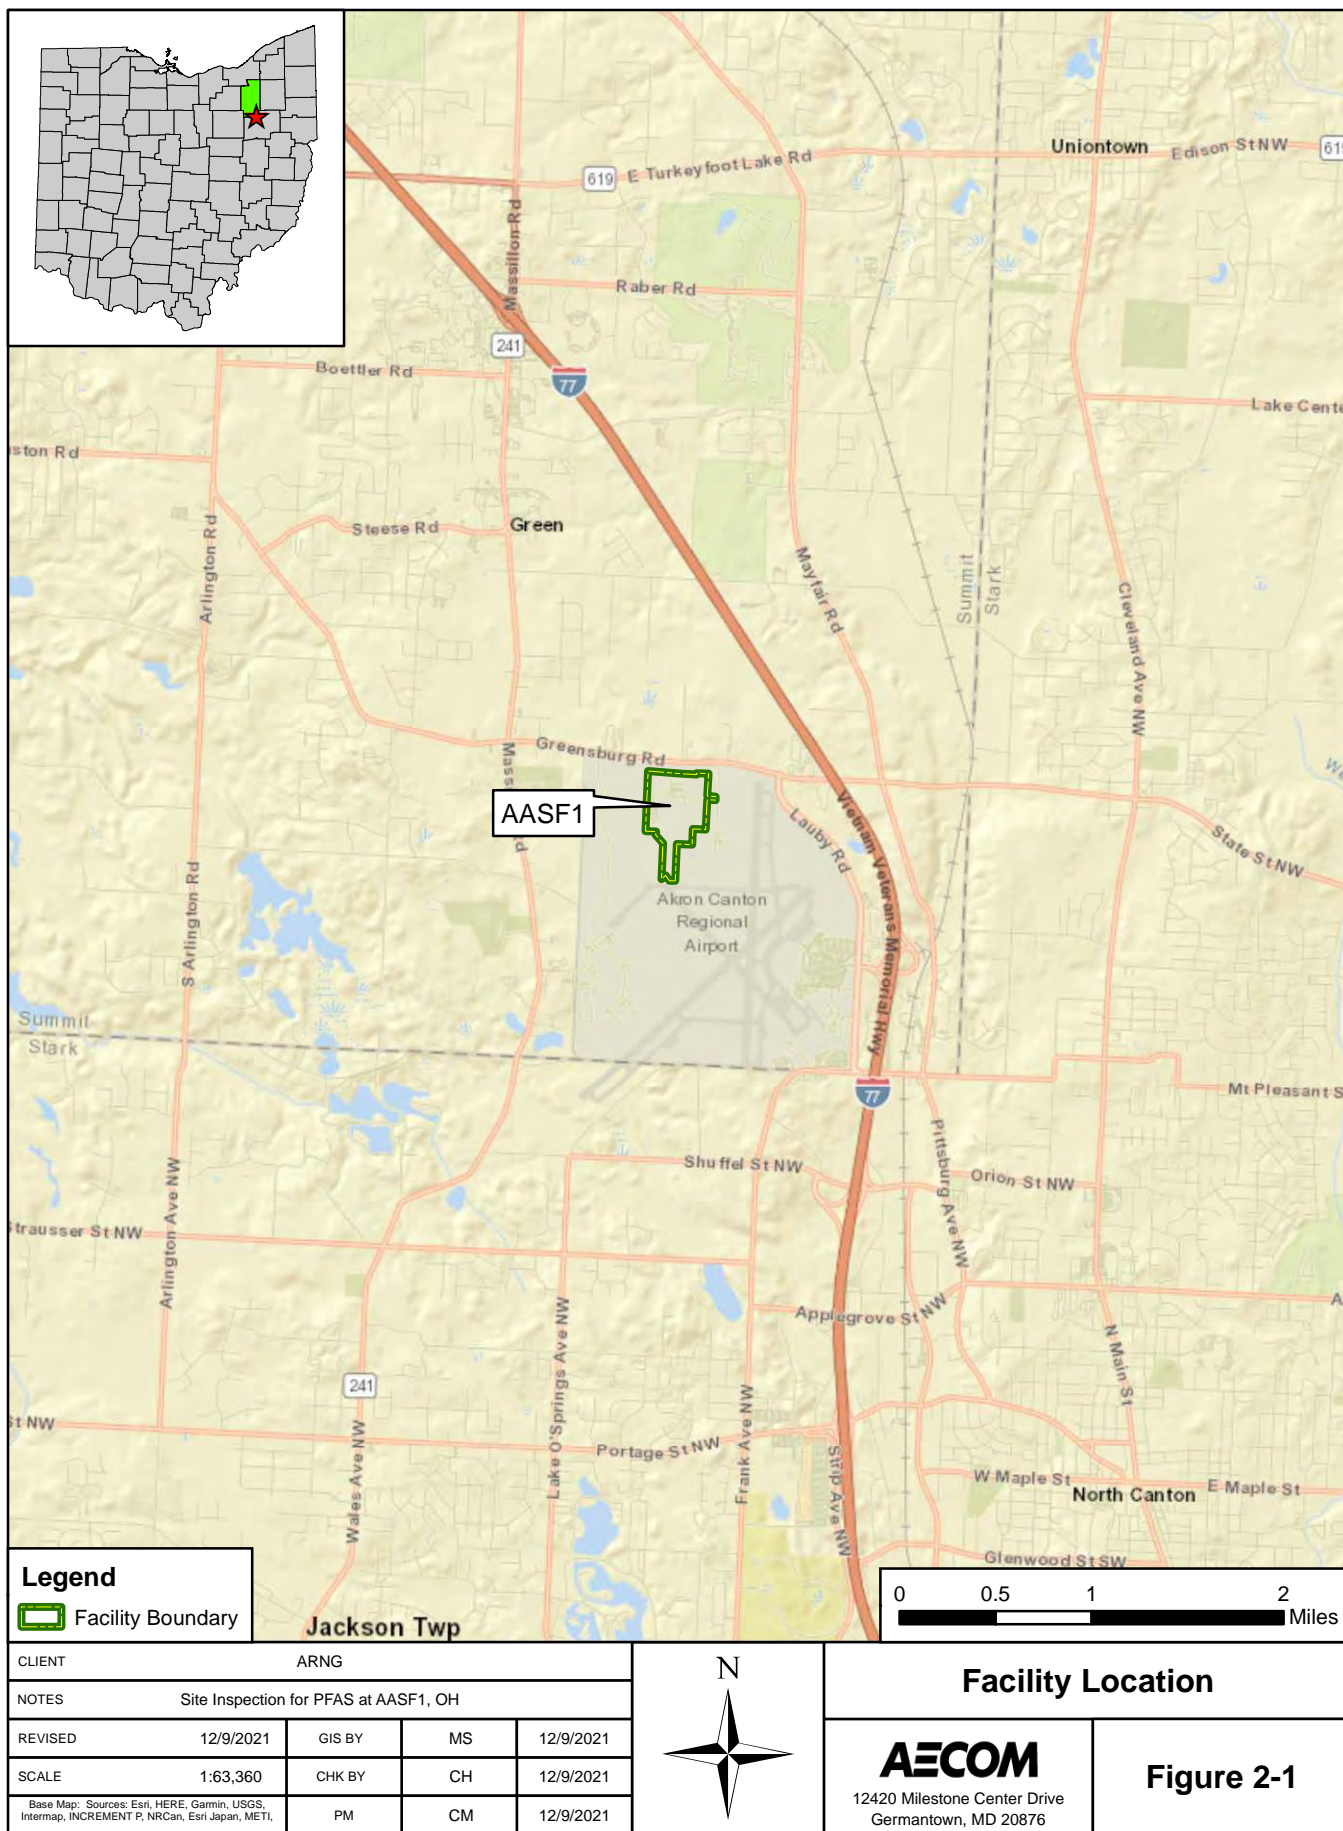 Uniontown
Edison St NW
619
E Turkeyfoot Lake Rd
Massillon Rd
Raber Rd
241
Boettler Rd
77
Lake Cente
ston Rd
Steese Rd
Green
Arlington Rd
Mayfair Rd
Summit
Stark
Cleveland Ave NW
Greensburg Rd
AASF1
Lauby Rd
Vietnam Veterans Memorial Hwy
State St NW
S Arlington Rd
Akron Canton
Regional
Airport
Summit
Stark
77
Mt Pleasant S
Shuffel St NW
Orion St NW
Pittsburg Ave NW
Strausser St NW
Arlington Ave NW
Applegrove St NW
A
N Main St
Lake O'Springs Ave NW
241
Frank Ave NW
St NW
Wales Ave NW
Portage St NW
Strip Ave NW
W Maple St
North Canton
E Maple St
Glenwood St SW
Jackson Twp
Legend
Facility Boundary
0 0.5 1 2
Miles
CLIENT ARNG
NOTES Site Inspection for PFAS at AASF1, OH
REVISED 12/9/2021 GIS BY MS 12/9/2021
SCALE 1:63,360 CHK BY CH 12/9/2021
Base Map: Sources: Esri, HERE, Garmin, USGS,
Intermap, INCREMENT P, NRCan, Esri Japan, METI,
PM CM 12/9/2021
N
Facility Location
AECOM
12420 Milestone Center Drive
Germantown, MD 20876
Figure 2-1